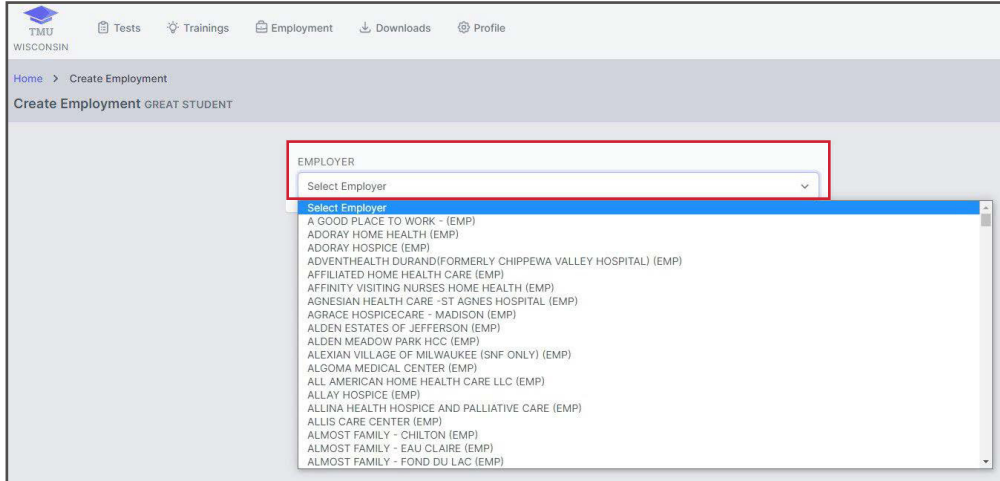 TMU
WISCONSIN
Tests
Trainings
Employment
Downloads
Profile
Home > Create Employment
Create Employment GREAT STUDENT
EMPLOYER
Select Employer
Select Employer
A GOOD PLACE TO WORK - (EMP)
ADORAY HOME HEALTH (EMP)
ADORAY HOSPICE (EMP)
ADVENTHEALTH DURAND(FORMERLY CHIPPEWA VALLEY HOSPITAL) (EMP)
AFFILIATED HOME HEALTH CARE (EMP)
AFFINITY VISITING NURSES HOME HEALTH (EMP)
AGNESIAN HEALTH CARE -ST AGNES HOSPITAL (EMP)
AGRACE HOSPICECARE - MADISON (EMP)
ALDEN ESTATES OF JEFFERSON (EMP)
ALDEN MEADOW PARK HCC (EMP)
ALEXIAN VILLAGE OF MILWAUKEE (SNF ONLY) (EMP)
ALGOMA MEDICAL CENTER (EMP)
ALL AMERICAN HOME HEALTH CARE LLC (EMP)
ALLAY HOSPICE (EMP)
ALLINA HEALTH HOSPICE AND PALLIATIVE CARE (EMP)
ALLIS CARE CENTER (EMP)
ALMOST FAMILY - CHILTON (EMP)
ALMOST FAMILY - EAU CLAIRE (EMP)
ALMOST FAMILY - FOND DU LAC (EMP)